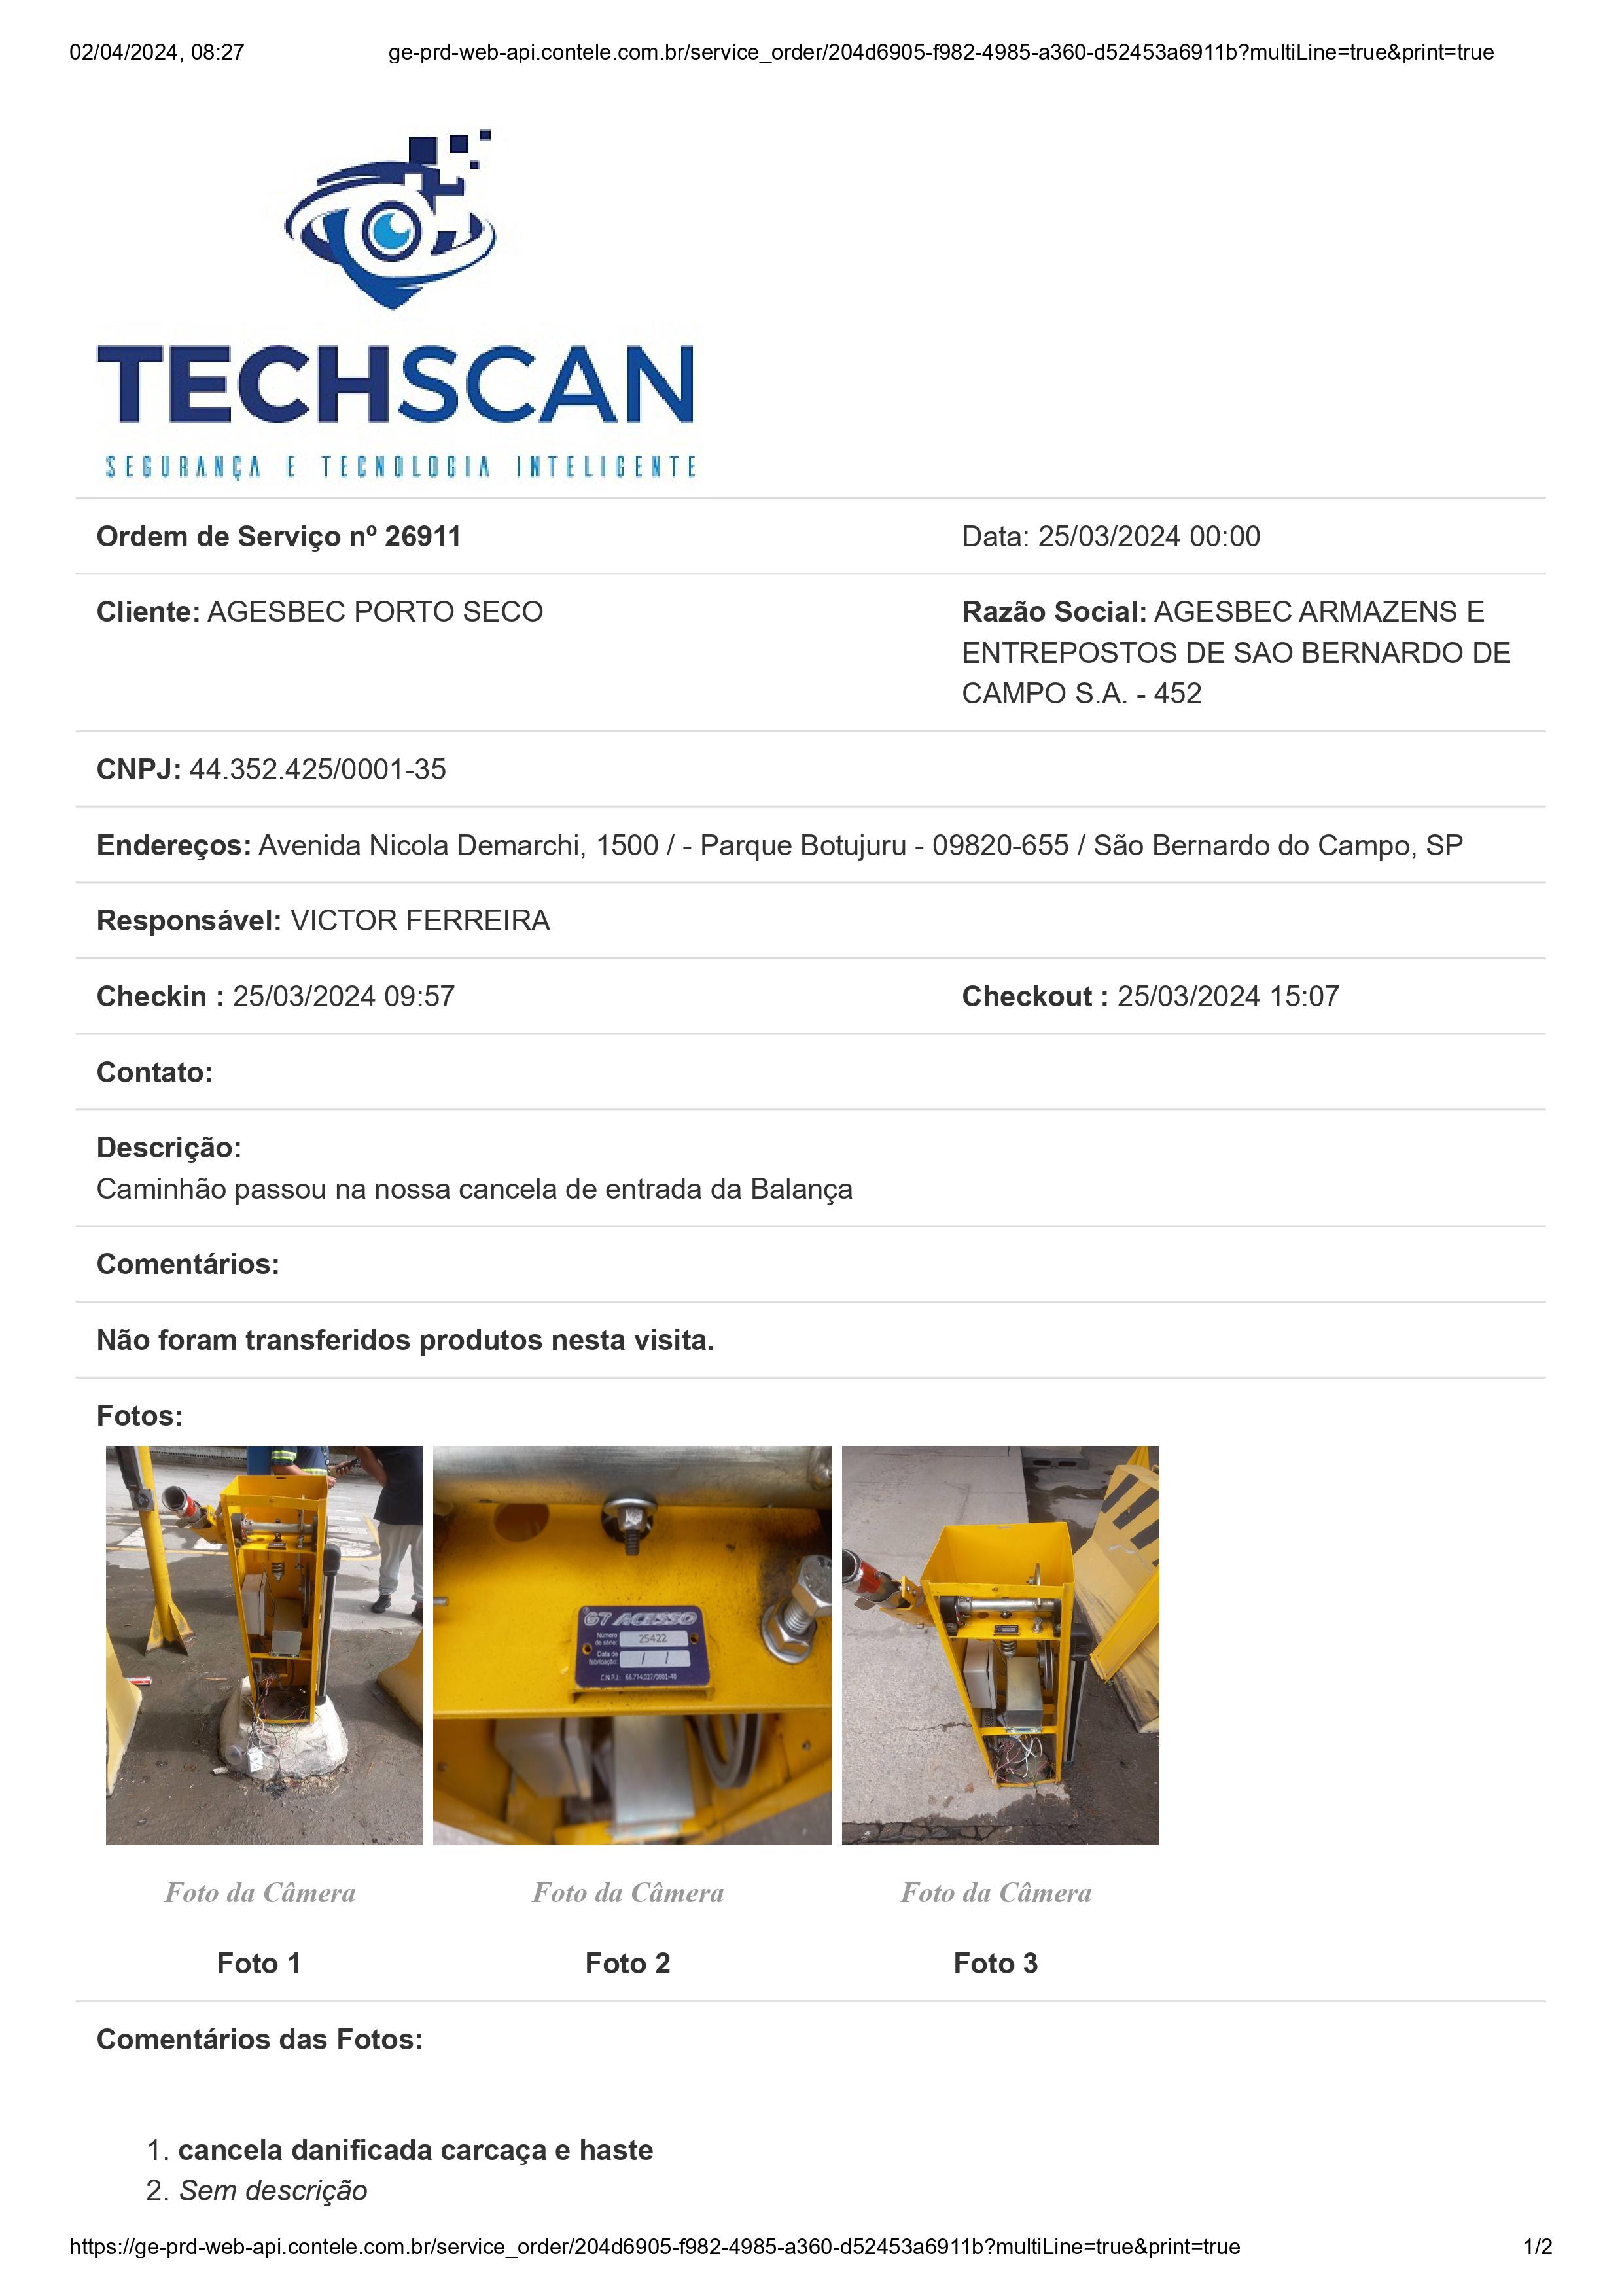 02/04/2024, 08:27
ge-prd-web-api.contele.com.br/service_order/204d6905-f982-4985-a360-d52453a6911b?multiLine=true&print=true
TECHSCAN
SEGURANÇA E TECNOLOGIA INTELIGENTE
Ordem de Serviço nº 26911
Data: 25/03/2024 00:00
Cliente: AGESBEC PORTO SECO
Razão Social: AGESBEC ARMAZENS E
ENTREPOSTOS DE SAO BERNARDO DE
CAMPO S.A. - 452
CNPJ: 44.352.425/0001-35
Endereços: Avenida Nicola Demarchi, 1500 / - Parque Botujuru - 09820-655 / São Bernardo do Campo, SP
Responsável: VICTOR FERREIRA
Checkin : 25/03/2024 09:57
Checkout : 25/03/2024 15:07
Contato:
Descrição:
Caminhão passou na nossa cancela de entrada da Balança
Comentários:
Não foram transferidos produtos nesta visita.
Fotos:
G7 ACESSO
Número
de série:
25422
Data de
fabricação:
/ /
C.N.P.J.: 66.774.027/0001-40
Foto da Câmera
Foto da Câmera
Foto da Câmera
Foto 1
Foto 2
Foto 3
Comentários das Fotos:
1. cancela danificada carcaça e haste
2. Sem descrição
https://ge-prd-web-api.contele.com.br/service_order/204d6905-f982-4985-a360-d52453a6911b?multiLine=true&print=true
1/2